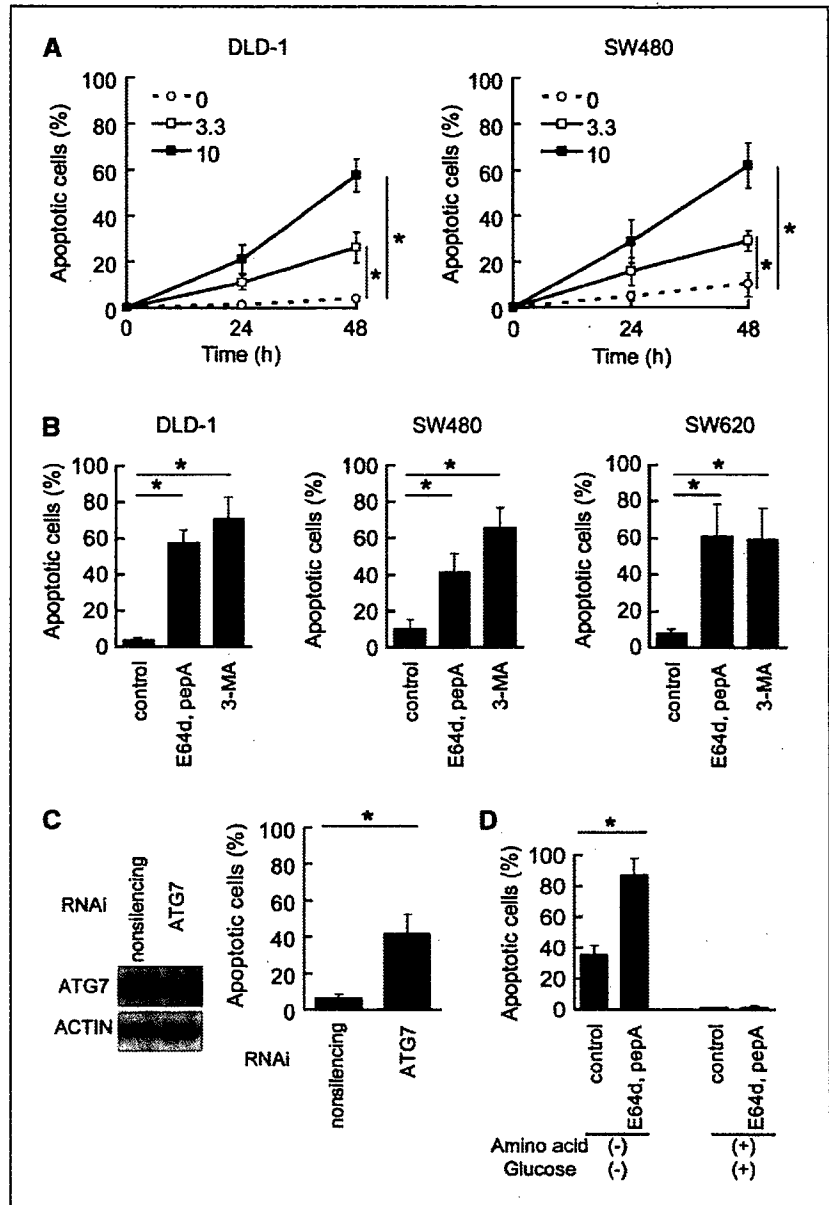 A
DLD-1
SW480
Apoptotic cells (%)
100
80
60
40
20
0
0
3.3
10
*
*
0
24
48
Time (h)
Apoptotic cells (%)
100
80
60
40
20
0
0
3.3
10
*
*
0
24
48
Time (h)
B
DLD-1
SW480
SW620
Apoptotic cells (%)
100
80
60
40
20
0
*
*
control
E64d, pepA
3-MA
Apoptotic cells (%)
100
80
60
40
20
0
*
*
control
E64d, pepA
3-MA
Apoptotic cells (%)
100
80
60
40
20
0
*
*
control
E64d, pepA
3-MA
C
RNAi
nonsilencing
ATG7
ATG7
ACTIN
Apoptotic cells (%)
100
80
60
40
20
0
*
RNAi
nonsilencing
ATG7
D
Apoptotic cells (%)
100
80
60
40
20
0
*
control
E64d, pepA
control
E64d, pepA
Amino acid (-) (+)
Glucose (-) (+)